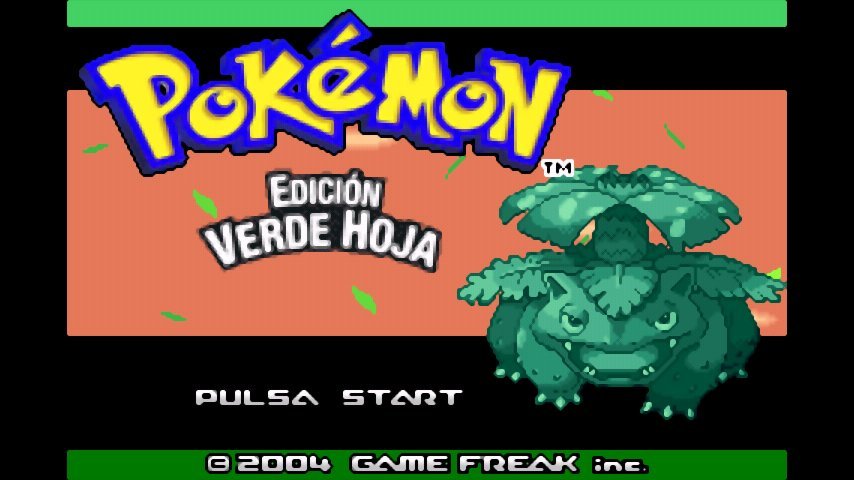 POKéMON
TM
EDICIÓN
VERDE HOJA
PULSA START
© 2004 GAME FREAK inc.